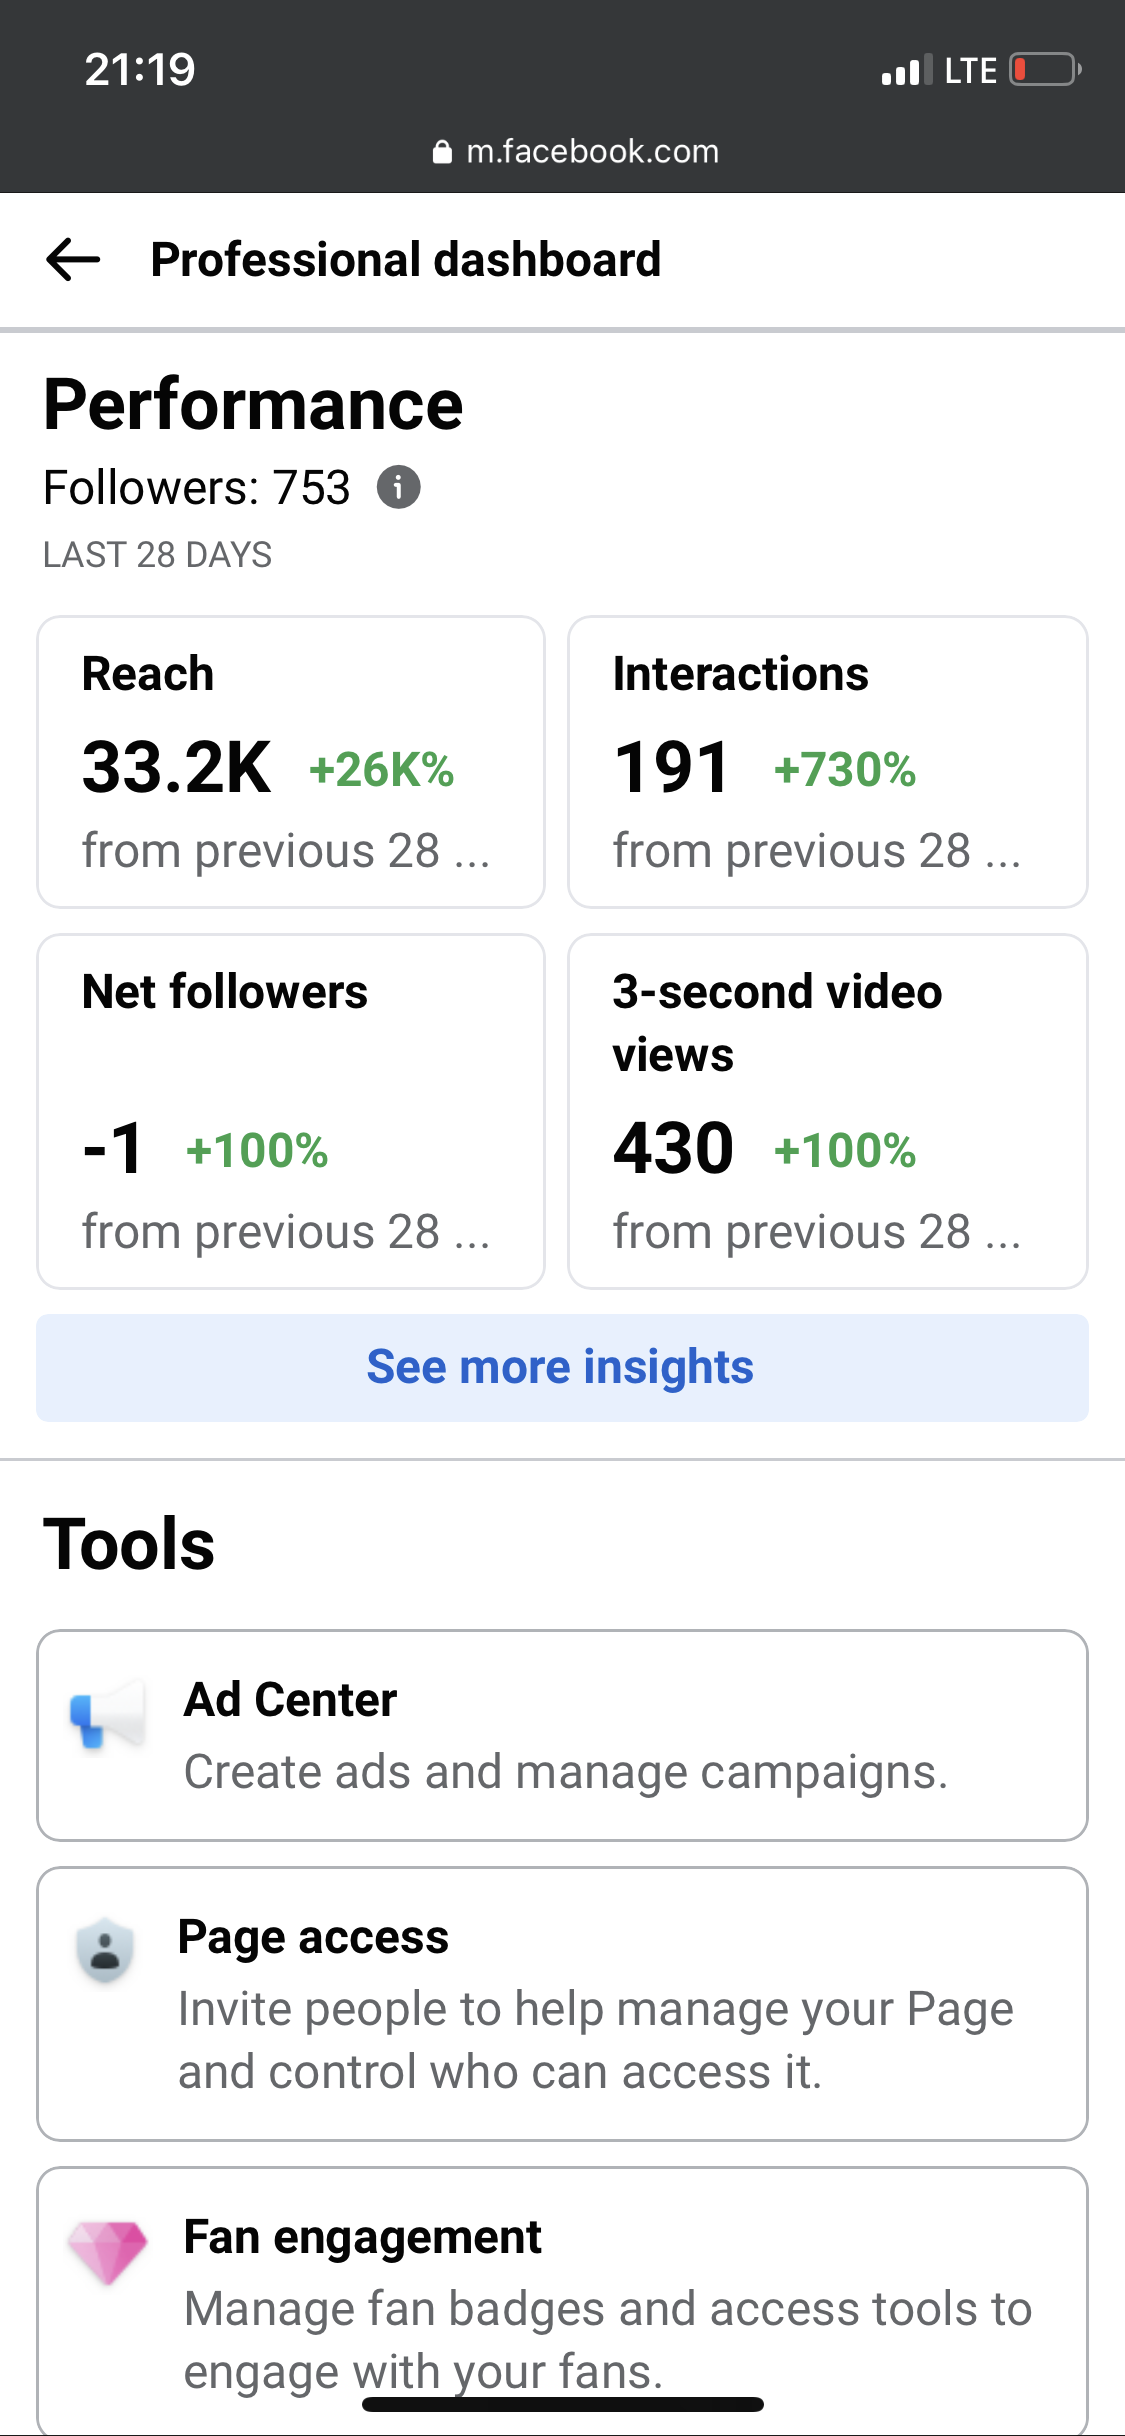 21:19
LTE
m.facebook.com
Professional dashboard
Performance
Followers: 753
LAST 28 DAYS
Reach
33.2K +26K%
from previous 28 ...
Interactions
191 +730%
from previous 28 ...
Net followers
-1 +100%
from previous 28 ...
3-second video
views
430 +100%
from previous 28 ...
See more insights
Tools
Ad Center
Create ads and manage campaigns.
Page access
Invite people to help manage your Page
and control who can access it.
Fan engagement
Manage fan badges and access tools to
engage with your fans.